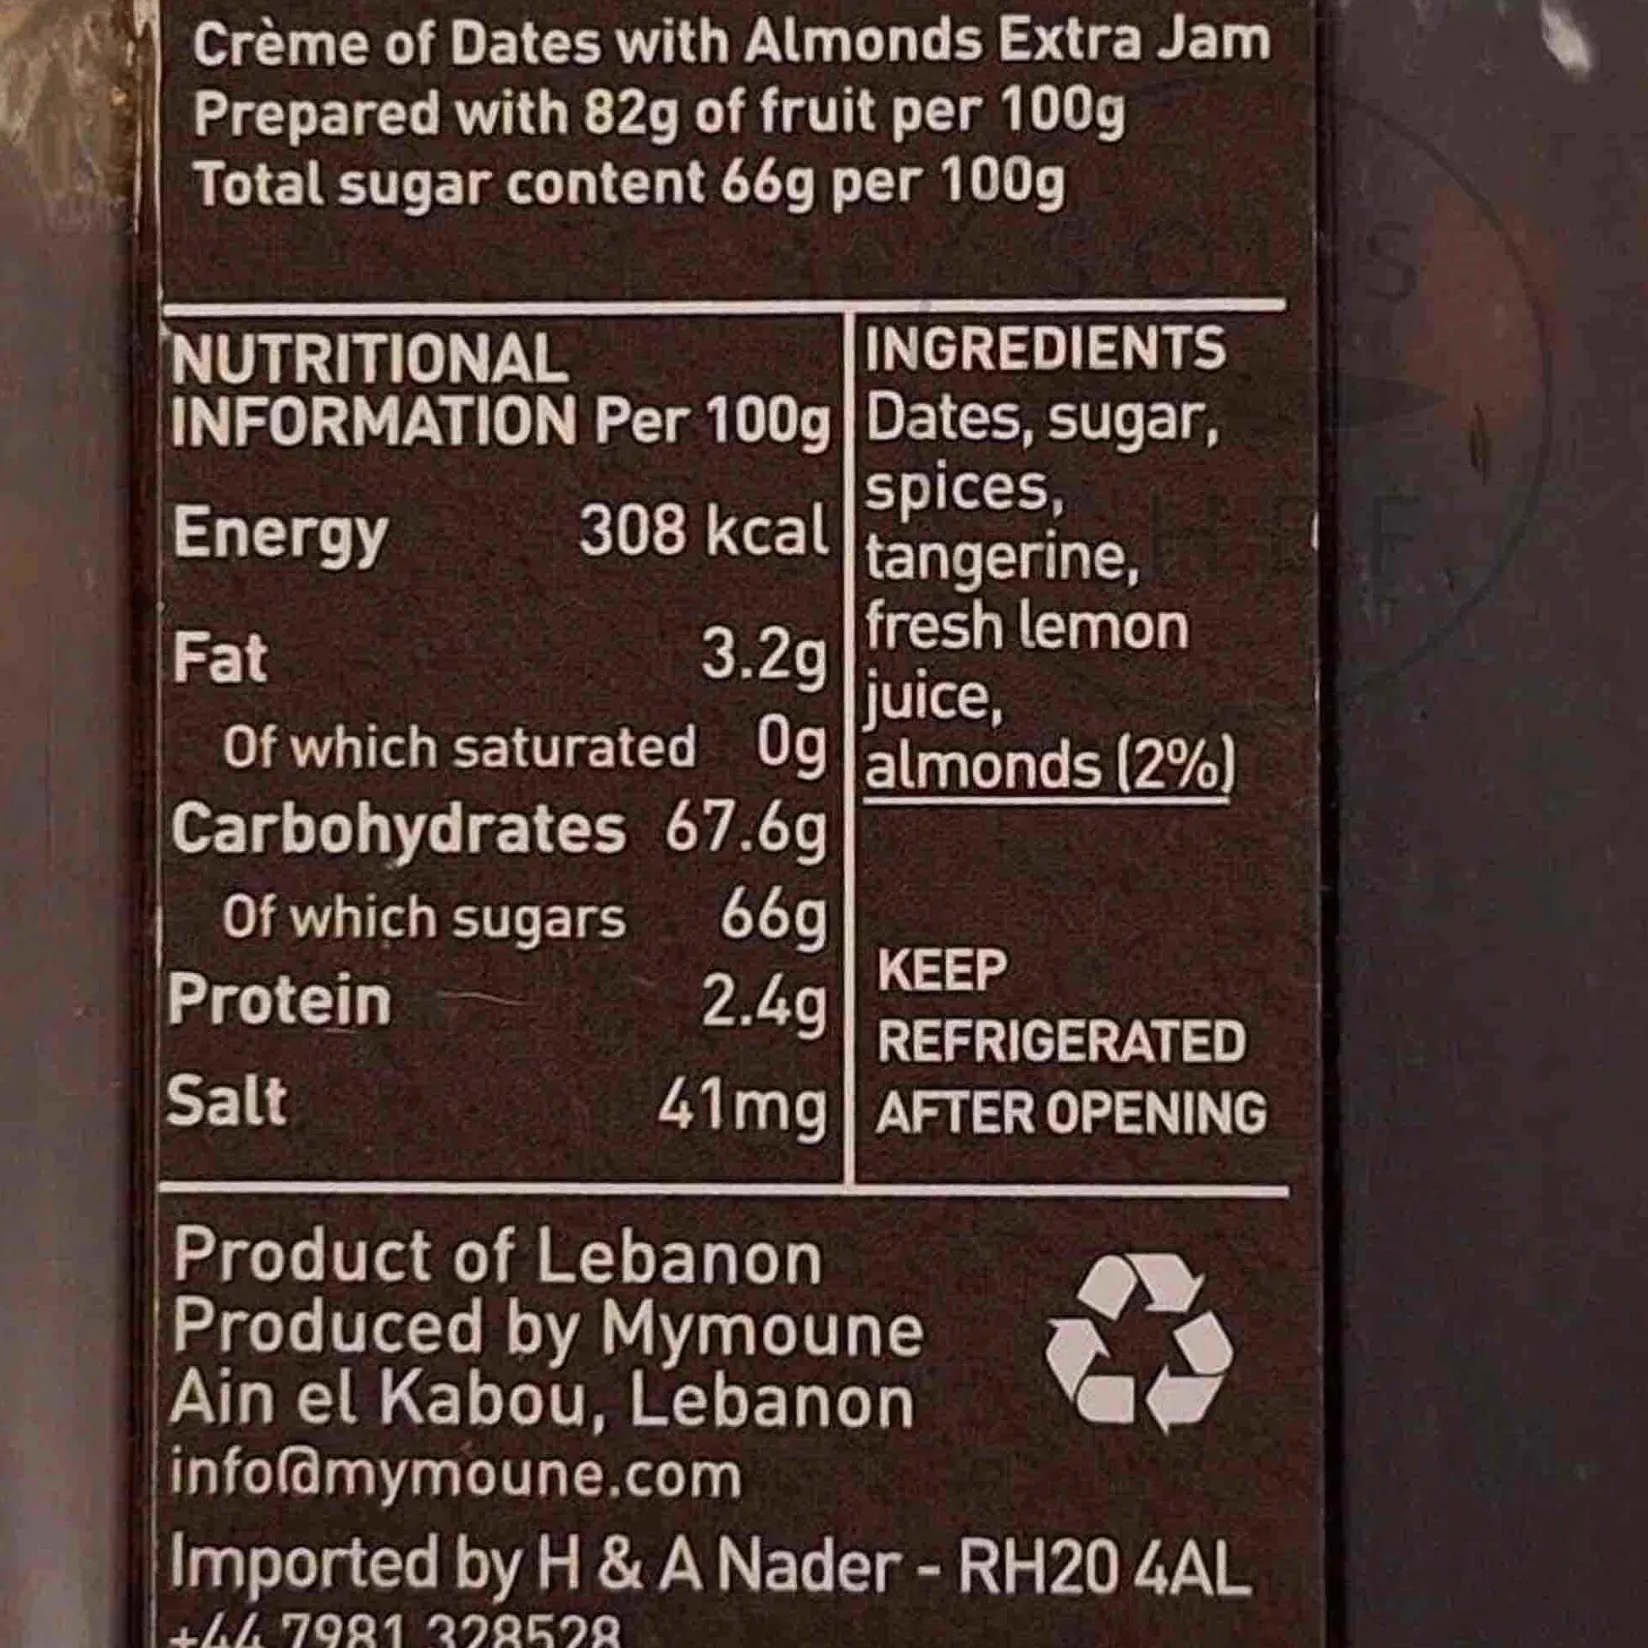 Crème of Dates with Almonds Extra Jam
Prepared with 82g of fruit per 100g
Total sugar content 66g per 100g
NUTRITIONAL
INFORMATION Per 100g
Energy 308 kcal
Fat 3.2g
Of which saturated 0g
Carbohydrates 67.6g
Of which sugars 66g
Protein 2.4g
Salt 41mg
INGREDIENTS
Dates, sugar,
spices,
tangerine,
fresh lemon
juice,
almonds (2%)
KEEP
REFRIGERATED
AFTER OPENING
Product of Lebanon
Produced by Mymoune
Ain el Kabou, Lebanon
info@mymoune.com
Imported by H & A Nader - RH20 4AL
+44 7981 328528